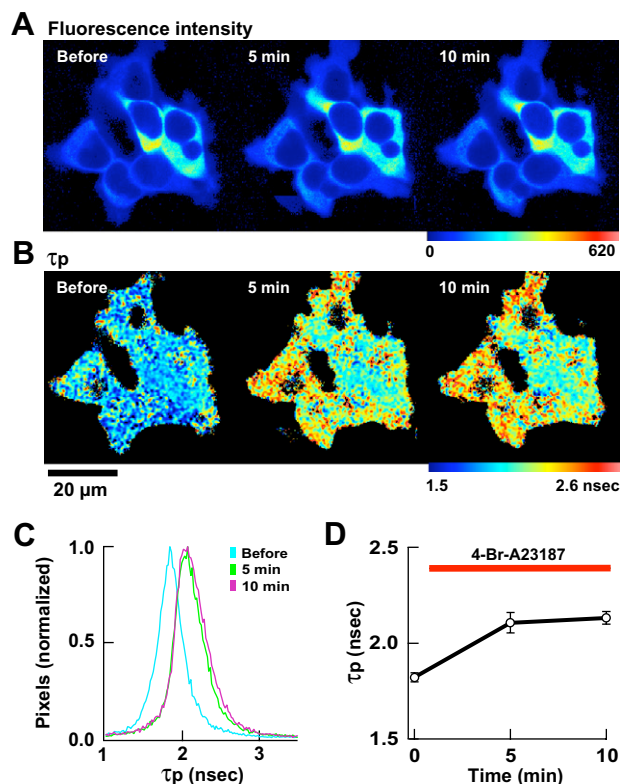 A
Fluorescence intensity
Before 5 min 10 min
0 620
B
τp
Before 5 min 10 min
20 µm
1.5 2.6 nsec
C
Before
5 min
10 min
Pixels (normalized)
1.0
0.5
0.0
1 2 3
τp (nsec)
D
4-Br-A23187
τp (nsec)
2.5
2.0
1.5
0 5 10
Time (min)